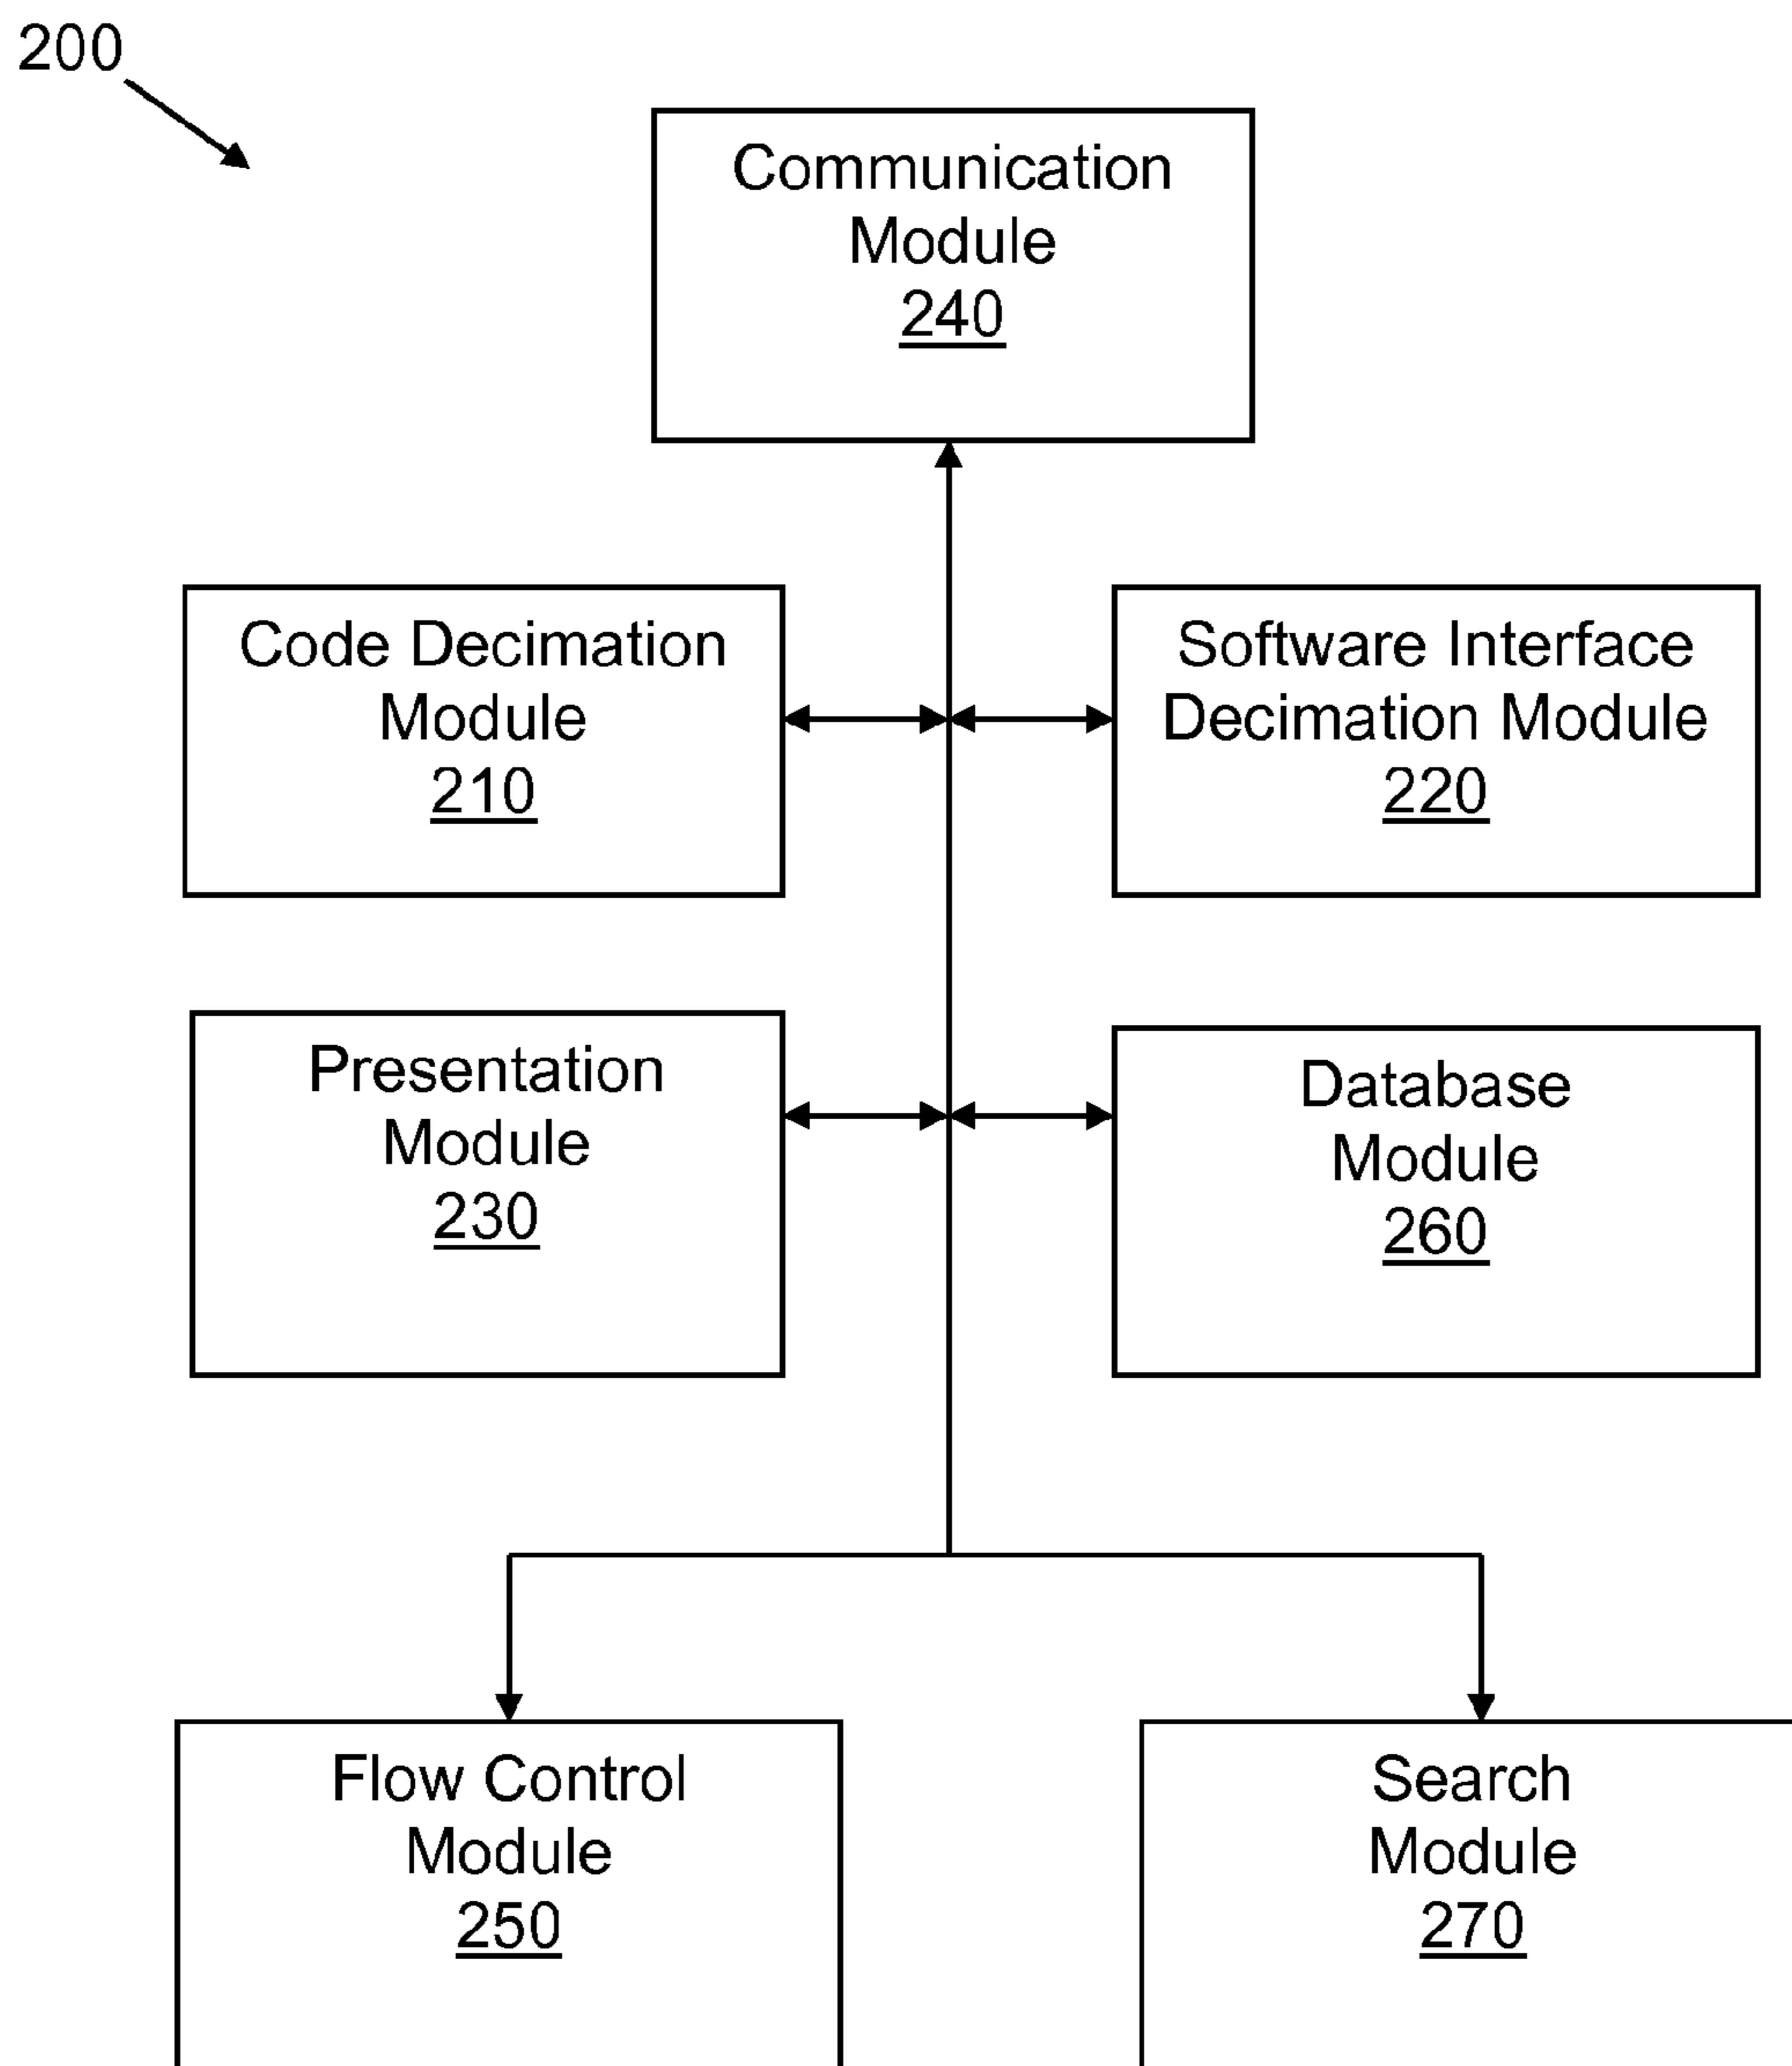 200
Communication
Module
240
Code Decimation
Module
210
Software Interface
Decimation Module
220
Presentation
Module
230
Database
Module
260
Flow Control
Module
250
Search
Module
270